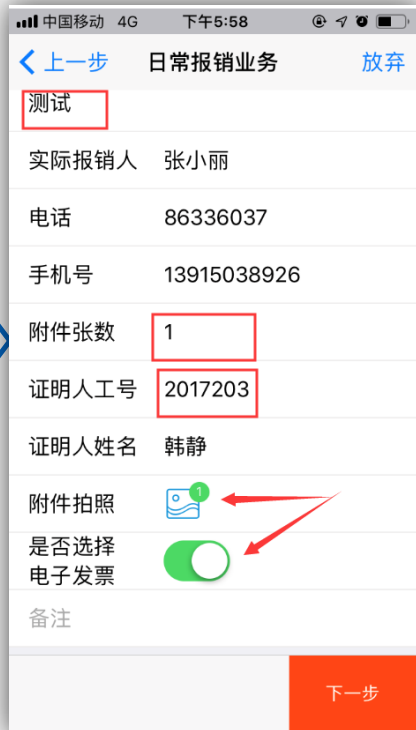 中国移动 4G 下午5:58
上一步 日常报销业务 放弃
测试
实际报销人 张小丽
电话 86336037
手机号 13915038926
附件张数 1
证明人工号 2017203
证明人姓名 韩静
附件拍照 1
是否选择
电子发票
备注
下一步